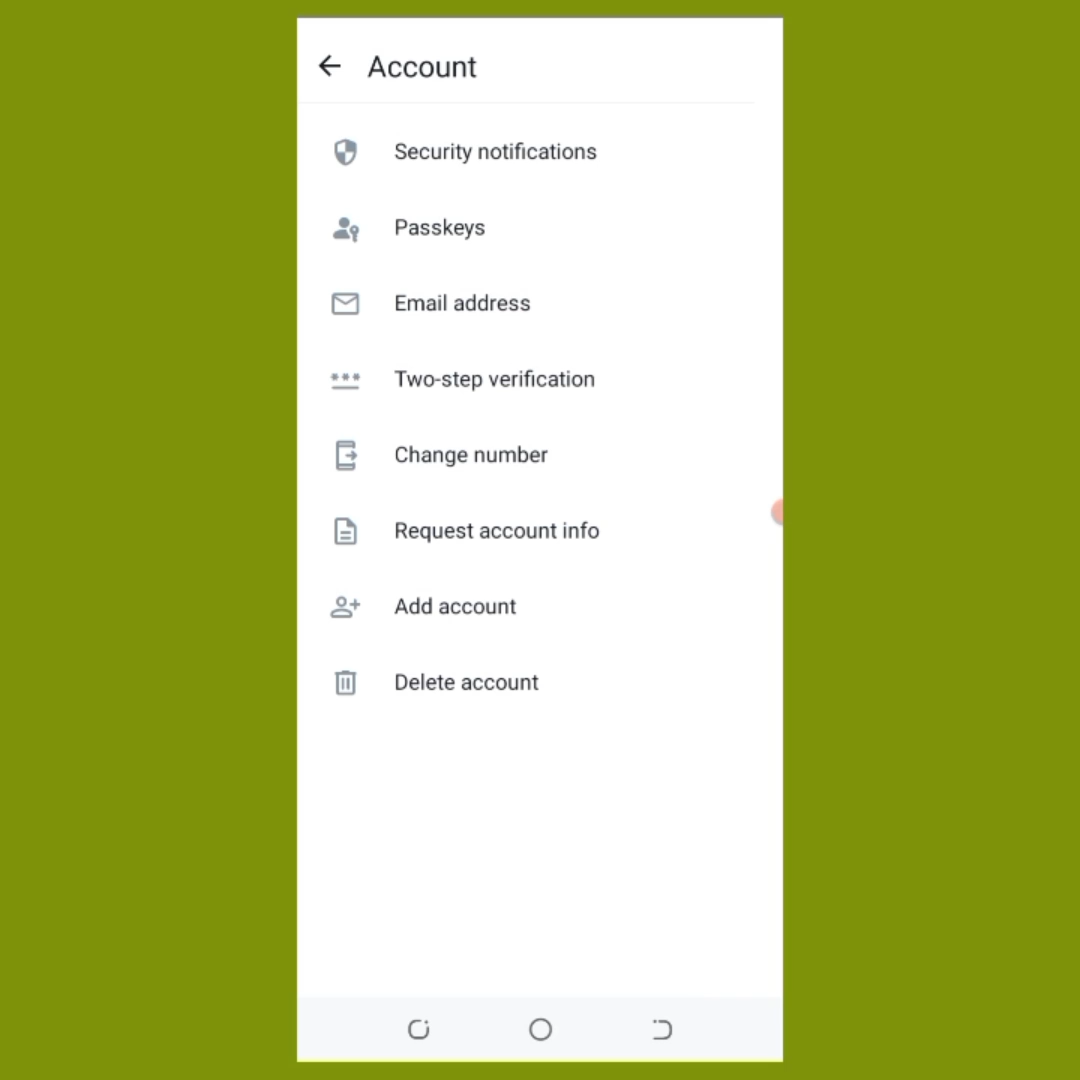 Account
Security notifications
Passkeys
Email address
Two-step verification
Change number
Request account info
Add account
Delete account